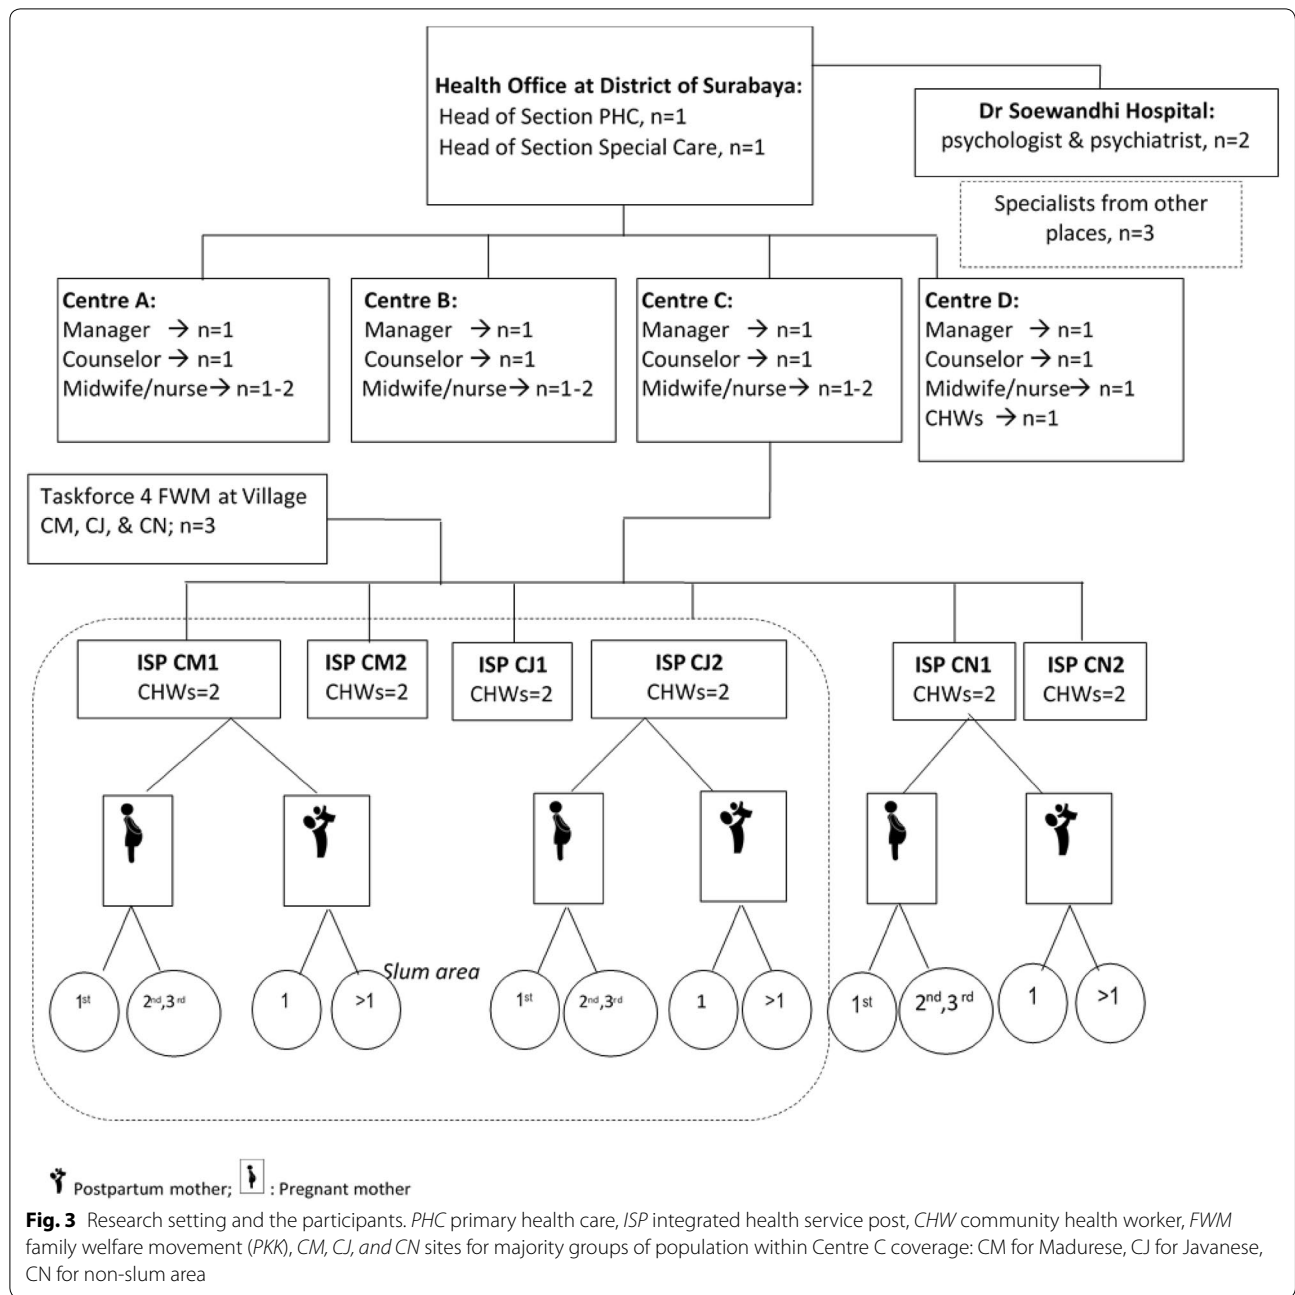 Health Office at District of Surabaya:
Head of Section PHC, n=1
Head of Section Special Care, n=1
Dr Soewandhi Hospital:
psychologist & psychiatrist, n=2
Specialists from other
places, n=3
Centre A:
Manager → n=1
Counselor → n=1
Midwife/nurse → n=1-2
Centre B:
Manager → n=1
Counselor → n=1
Midwife/nurse → n=1-2
Centre C:
Manager → n=1
Counselor → n=1
Midwife/nurse → n=1-2
Centre D:
Manager → n=1
Counselor → n=1
Midwife/nurse → n=1
CHWs → n=1
Taskforce 4 FWM at Village
CM, CJ, & CN; n=3
ISP CM1
CHWs=2
ISP CM2
CHWs=2
ISP CJ1
CHWs=2
ISP CJ2
CHWs=2
ISP CN1
CHWs=2
ISP CN2
CHWs=2
1st
2nd,3rd
1
>1
Slum area
1st
2nd,3rd
1
>1
1st
2nd,3rd
1
>1
Postpartum mother; : Pregnant mother
Fig. 3 Research setting and the participants. PHC primary health care, ISP integrated health service post, CHW community health worker, FWM
family welfare movement (PKK), CM, CJ, and CN sites for majority groups of population within Centre C coverage: CM for Madurese, CJ for Javanese,
CN for non-slum area